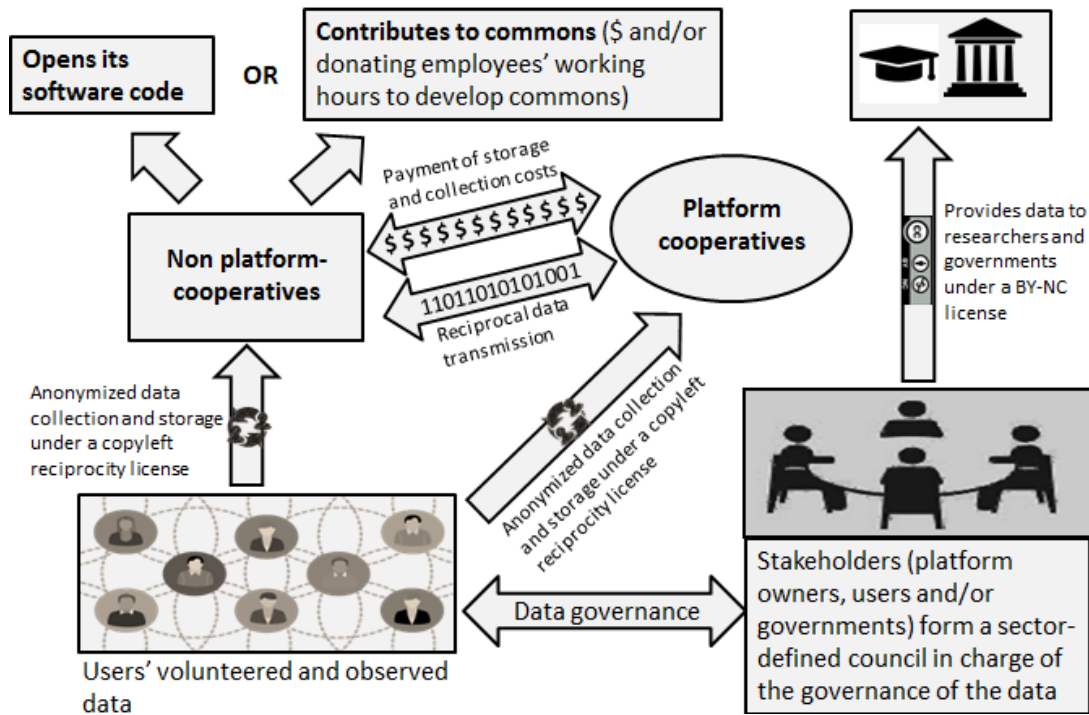 Opens its
software code
OR
Contributes to commons ($ and/or
donating employees' working
hours to develop commons)
Payment of storage
and collection costs
$ $ $ $ $ $ $ $ $ $ $ $
Non platform-
cooperatives
Platform
cooperatives
11011010101001
Reciprocal data
transmission
Provides data to
researchers and
governments
under a BY-NC
license
Anonymized data
collection and storage
under a copyleft
reciprocity license
Anonymized data collection
and storage under a copyleft
reciprocity license
Data governance
Users' volunteered and observed
data
Stakeholders (platform
owners, users and/or
governments) form a
sector-
defined council in charge of
the governance of the data